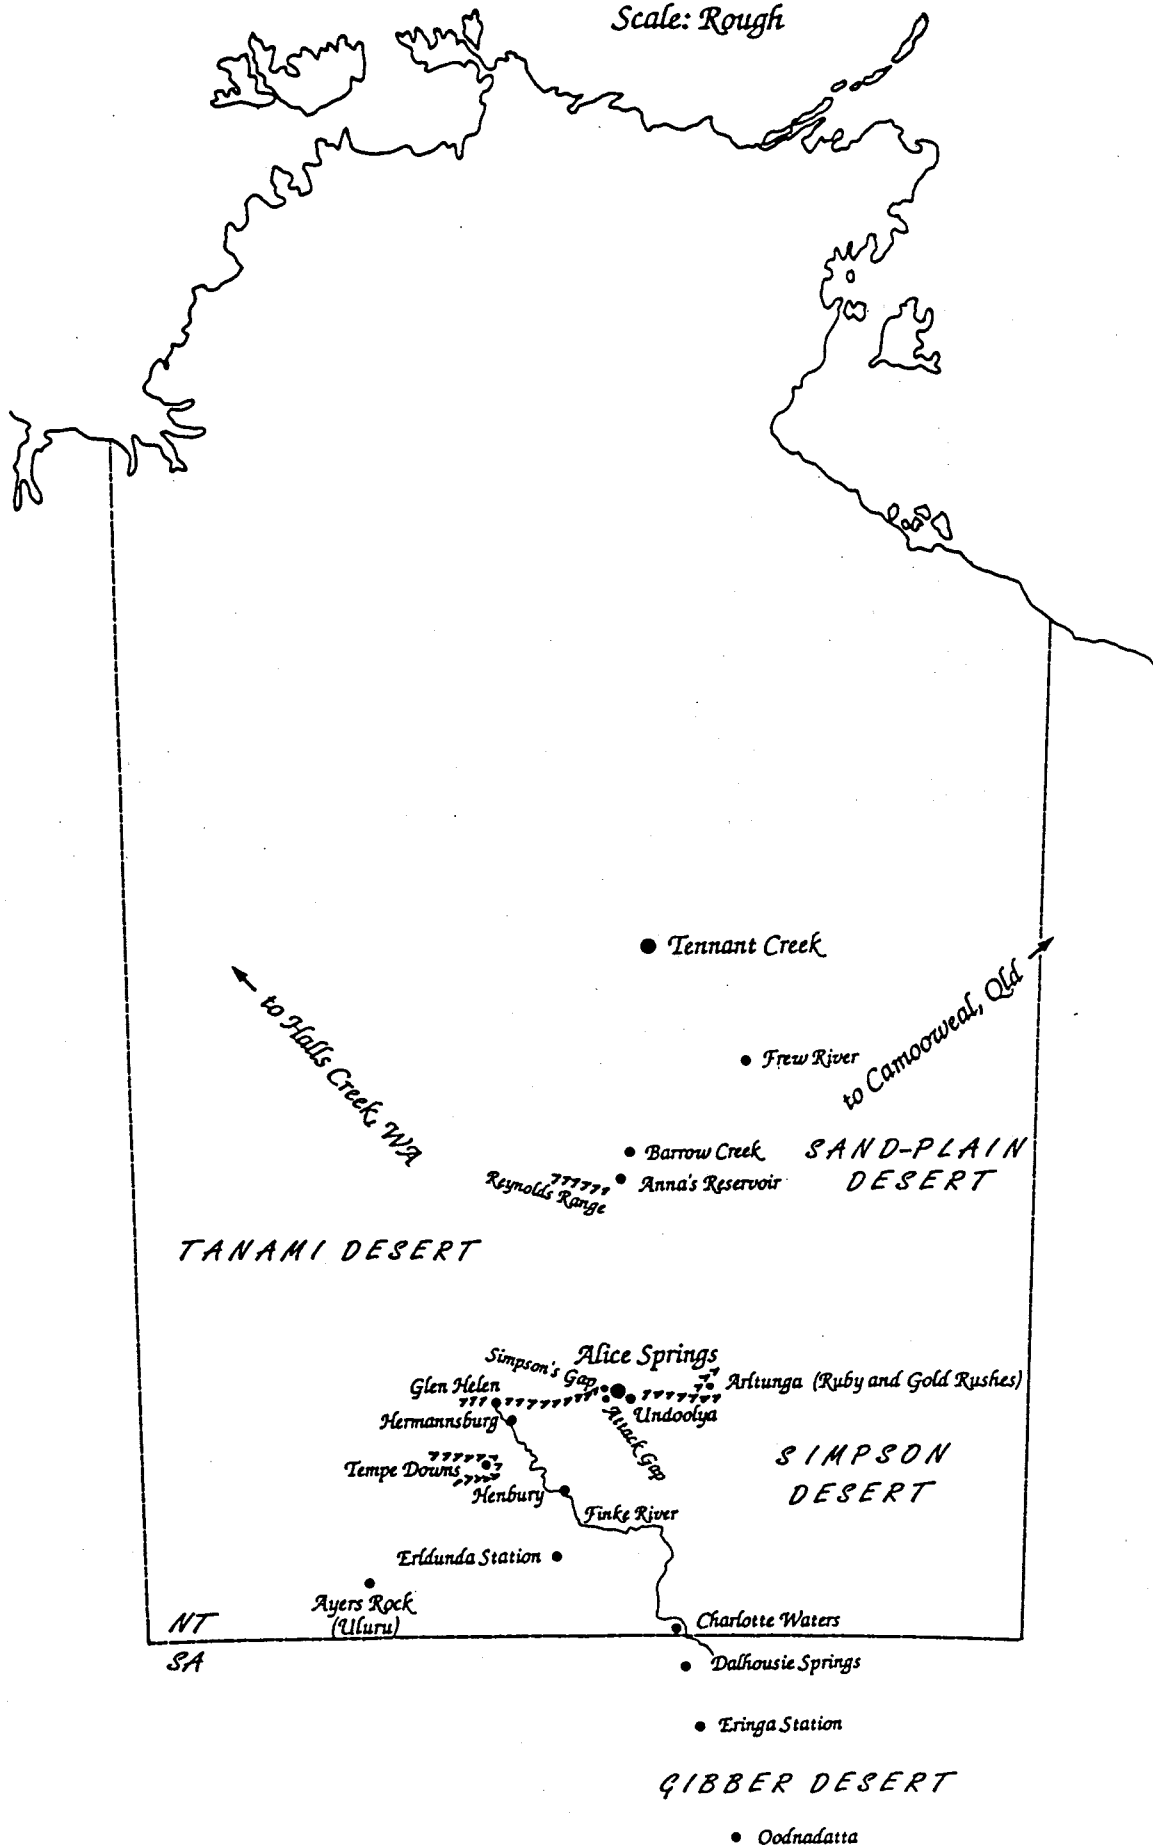 Scale: Rough
Tennant Creek
to Halls Creek, WA
to Camooweal, Qld
Frew River
Barrow Creek
SAND-PLAIN
DESERT
Reynolds Range
Anna's Reservoir
TANAMI DESERT
Simpson's Gap
Alice Springs
Glen Helen
Arltunga (Ruby and Gold Rushes)
Hermannsburg
Undoolya
Attack Gap
Tempe Downs
SIMPSON
DESERT
Henbury
Finke River
Erldunda Station
Ayers Rock
(Uluru)
NT
Charlotte Waters
SA
Dalhousie Springs
Eringa Station
GIBBER DESERT
Oodnadatta